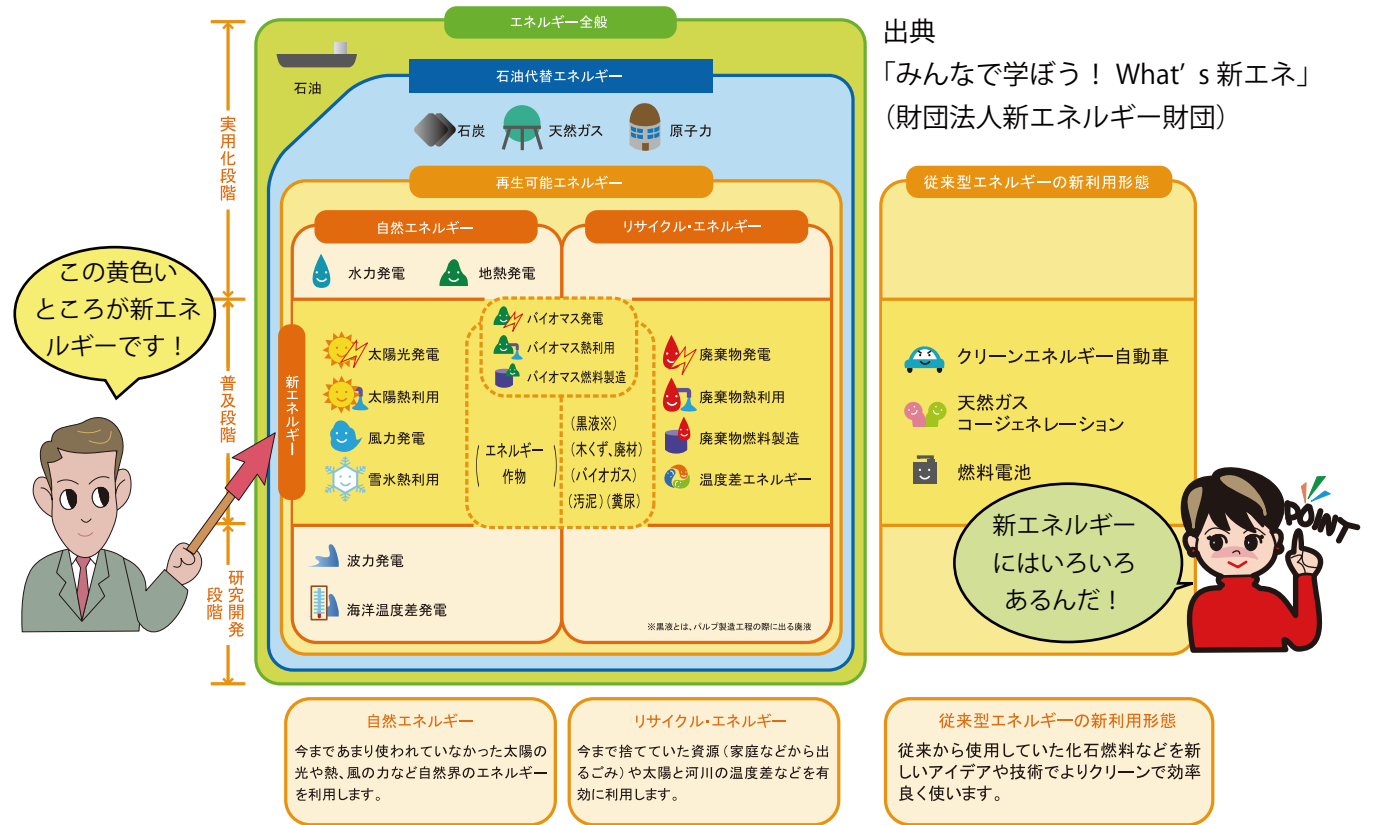 エネルギー全般
石油
石油代替エネルギー
石炭
天然ガス
原子力
再生可能エネルギー
自然エネルギー
リサイクル・エネルギー
水力発電
地熱発電
実用化段階
普及段階
研究開発
段階
新エネルギー
太陽光発電
太陽熱利用
風力発電
雪氷熱利用
バイオマス発電
バイオマス熱利用
バイオマス燃料製造
(エネルギー
作物)
(黒液※)
(木くず、廃材)
(バイオガス)
(汚泥)(糞尿)
廃棄物発電
廃棄物熱利用
廃棄物燃料製造
温度差エネルギー
波力発電
海洋温度差発電
※黒液とは、パルプ製造工程の際に出る廃液
出典
「みんなで学ぼう！ What’s新エネ」
（財団法人新エネルギー財団）
従来型エネルギーの新利用形態
クリーンエネルギー自動車
天然ガス
コージェネレーション
燃料電池
この黄色い
ところが新エネ
ルギーです！
新エネルギー
にはいろいろ
あるんだ！
POINT
自然エネルギー
今まであまり使われていなかった太陽の
光や熱、風の力など自然界のエネルギー
を利用します。
リサイクル・エネルギー
今まで捨てていた資源（家庭などから出
るごみ）や太陽と河川の温度差などを有
効に利用します。
従来型エネルギーの新利用形態
従来から使用していた化石燃料などを新
しいアイデアや技術でよりクリーンで効率
良く使います。